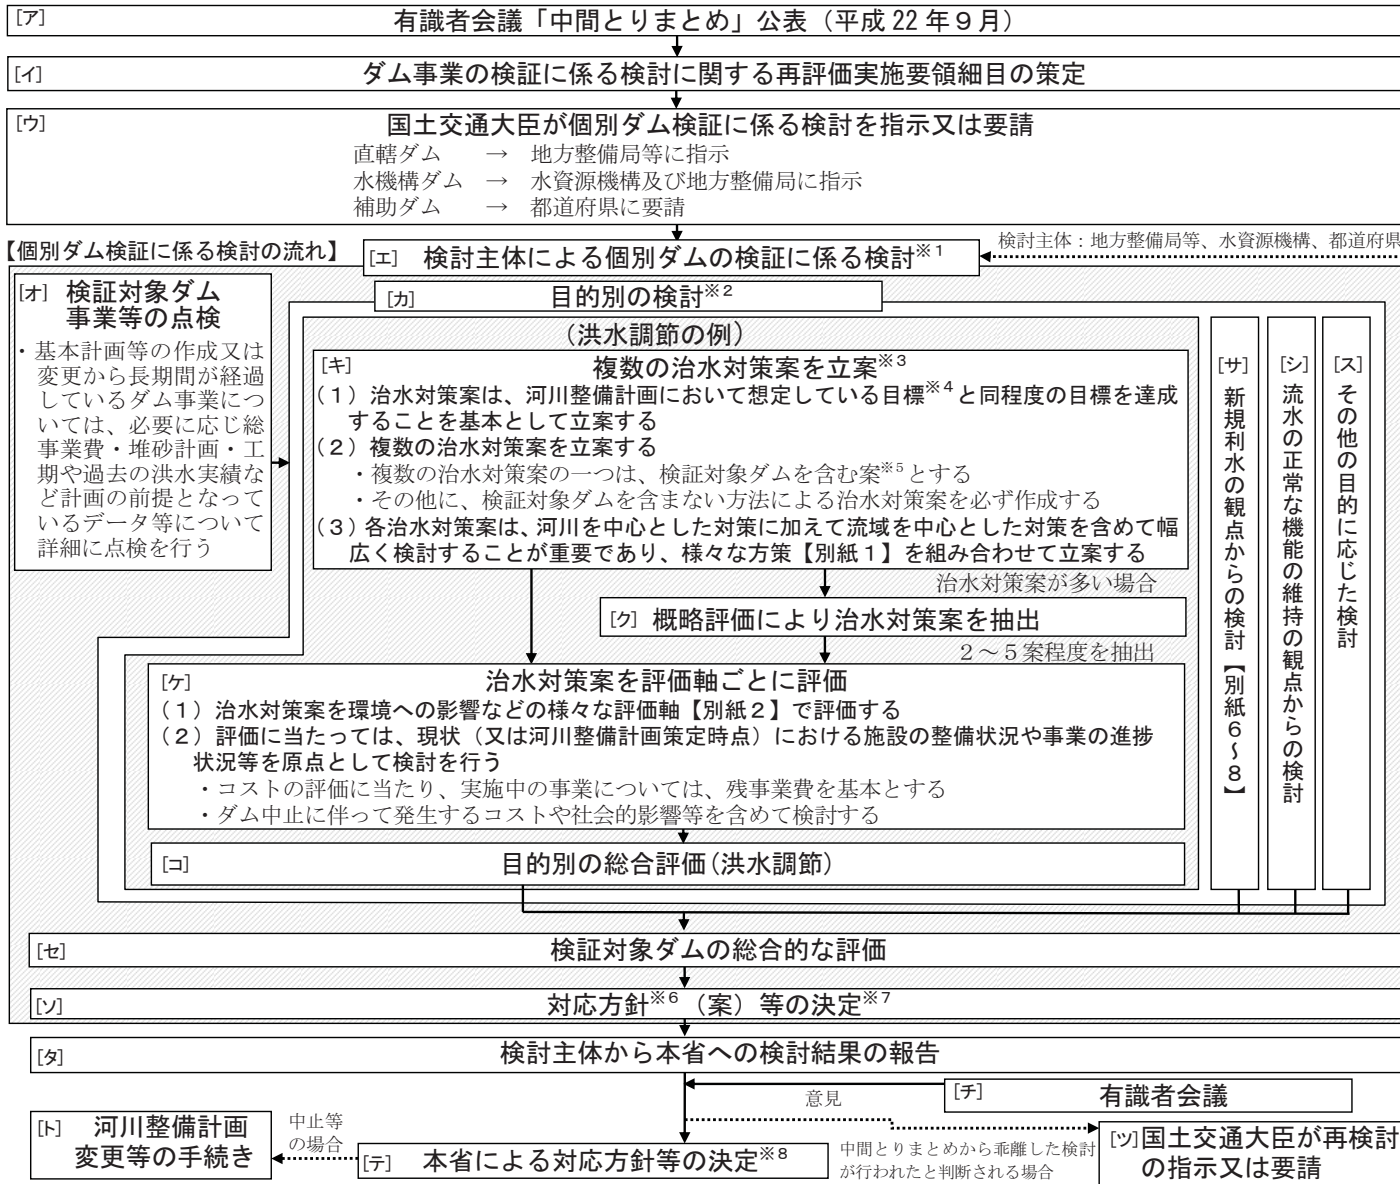 [ア] 有識者会議「中間とりまとめ」公表（平成22年９月）
[イ] ダム事業の検証に係る検討に関する再評価実施要領細目の策定
[ウ] 国土交通大臣が個別ダム検証に係る検討を指示又は要請
直轄ダム → 地方整備局等に指示
水機構ダム → 水資源機構及び地方整備局に指示
補助ダム → 都道府県に要請
【個別ダム検証に係る検討の流れ】
[エ] 検討主体による個別ダムの検証に係る検討※1
検討主体：地方整備局等、水資源機構、都道府県
[オ] 検証対象ダム
事業等の点検
・基本計画等の作成又は
変更から長期間が経過
しているダム事業につ
いては、必要に応じ総
事業費・堆砂計画・工
期や過去の洪水実績な
ど計画の前提となって
いるデータ等について
詳細に点検を行う
[カ] 目的別の検討※2
(洪水調節の例)
[キ] 複数の治水対策案を立案※3
(１) 治水対策案は、河川整備計画において想定している目標※4と同程度の目標を達成
することを基本として立案する
(２) 複数の治水対策案を立案する
・複数の治水対策案の一つは、検証対象ダムを含む案※5とする
・その他に、検証対象ダムを含まない方法による治水対策案を必ず作成する
(３) 各治水対策案は、河川を中心とした対策に加えて流域を中心とした対策を含めて幅
広く検討することが重要であり、様々な方策【別紙１】を組み合わせて立案する
治水対策案が多い場合
[ク] 概略評価により治水対策案を抽出
２～５案程度を抽出
[ケ] 治水対策案を評価軸ごとに評価
(１) 治水対策案を環境への影響などの様々な評価軸【別紙２】で評価する
(２) 評価に当たっては、現状（又は河川整備計画策定時点）における施設の整備状況や事業の進捗
状況等を原点として検討を行う
・コストの評価に当たり、実施中の事業については、残事業費を基本とする
・ダム中止に伴って発生するコストや社会的影響等を含めて検討する
[コ] 目的別の総合評価(洪水調節)
[サ] 新規利水の観点からの検討【別紙６～８】
[シ] 流水の正常な機能の維持の観点からの検討
[ス] その他の目的に応じた検討
[セ] 検証対象ダムの総合的な評価
[ソ] 対応方針※6（案）等の決定※7
[タ] 検討主体から本省への検討結果の報告
[チ] 有識者会議
意見
[ト] 河川整備計画
変更等の手続き
中止等
の場合
[テ] 本省による対応方針等の決定※8
中間とりまとめから乖離した検討
が行われたと判断される場合
[ツ] 国土交通大臣が再検討
の指示又は要請